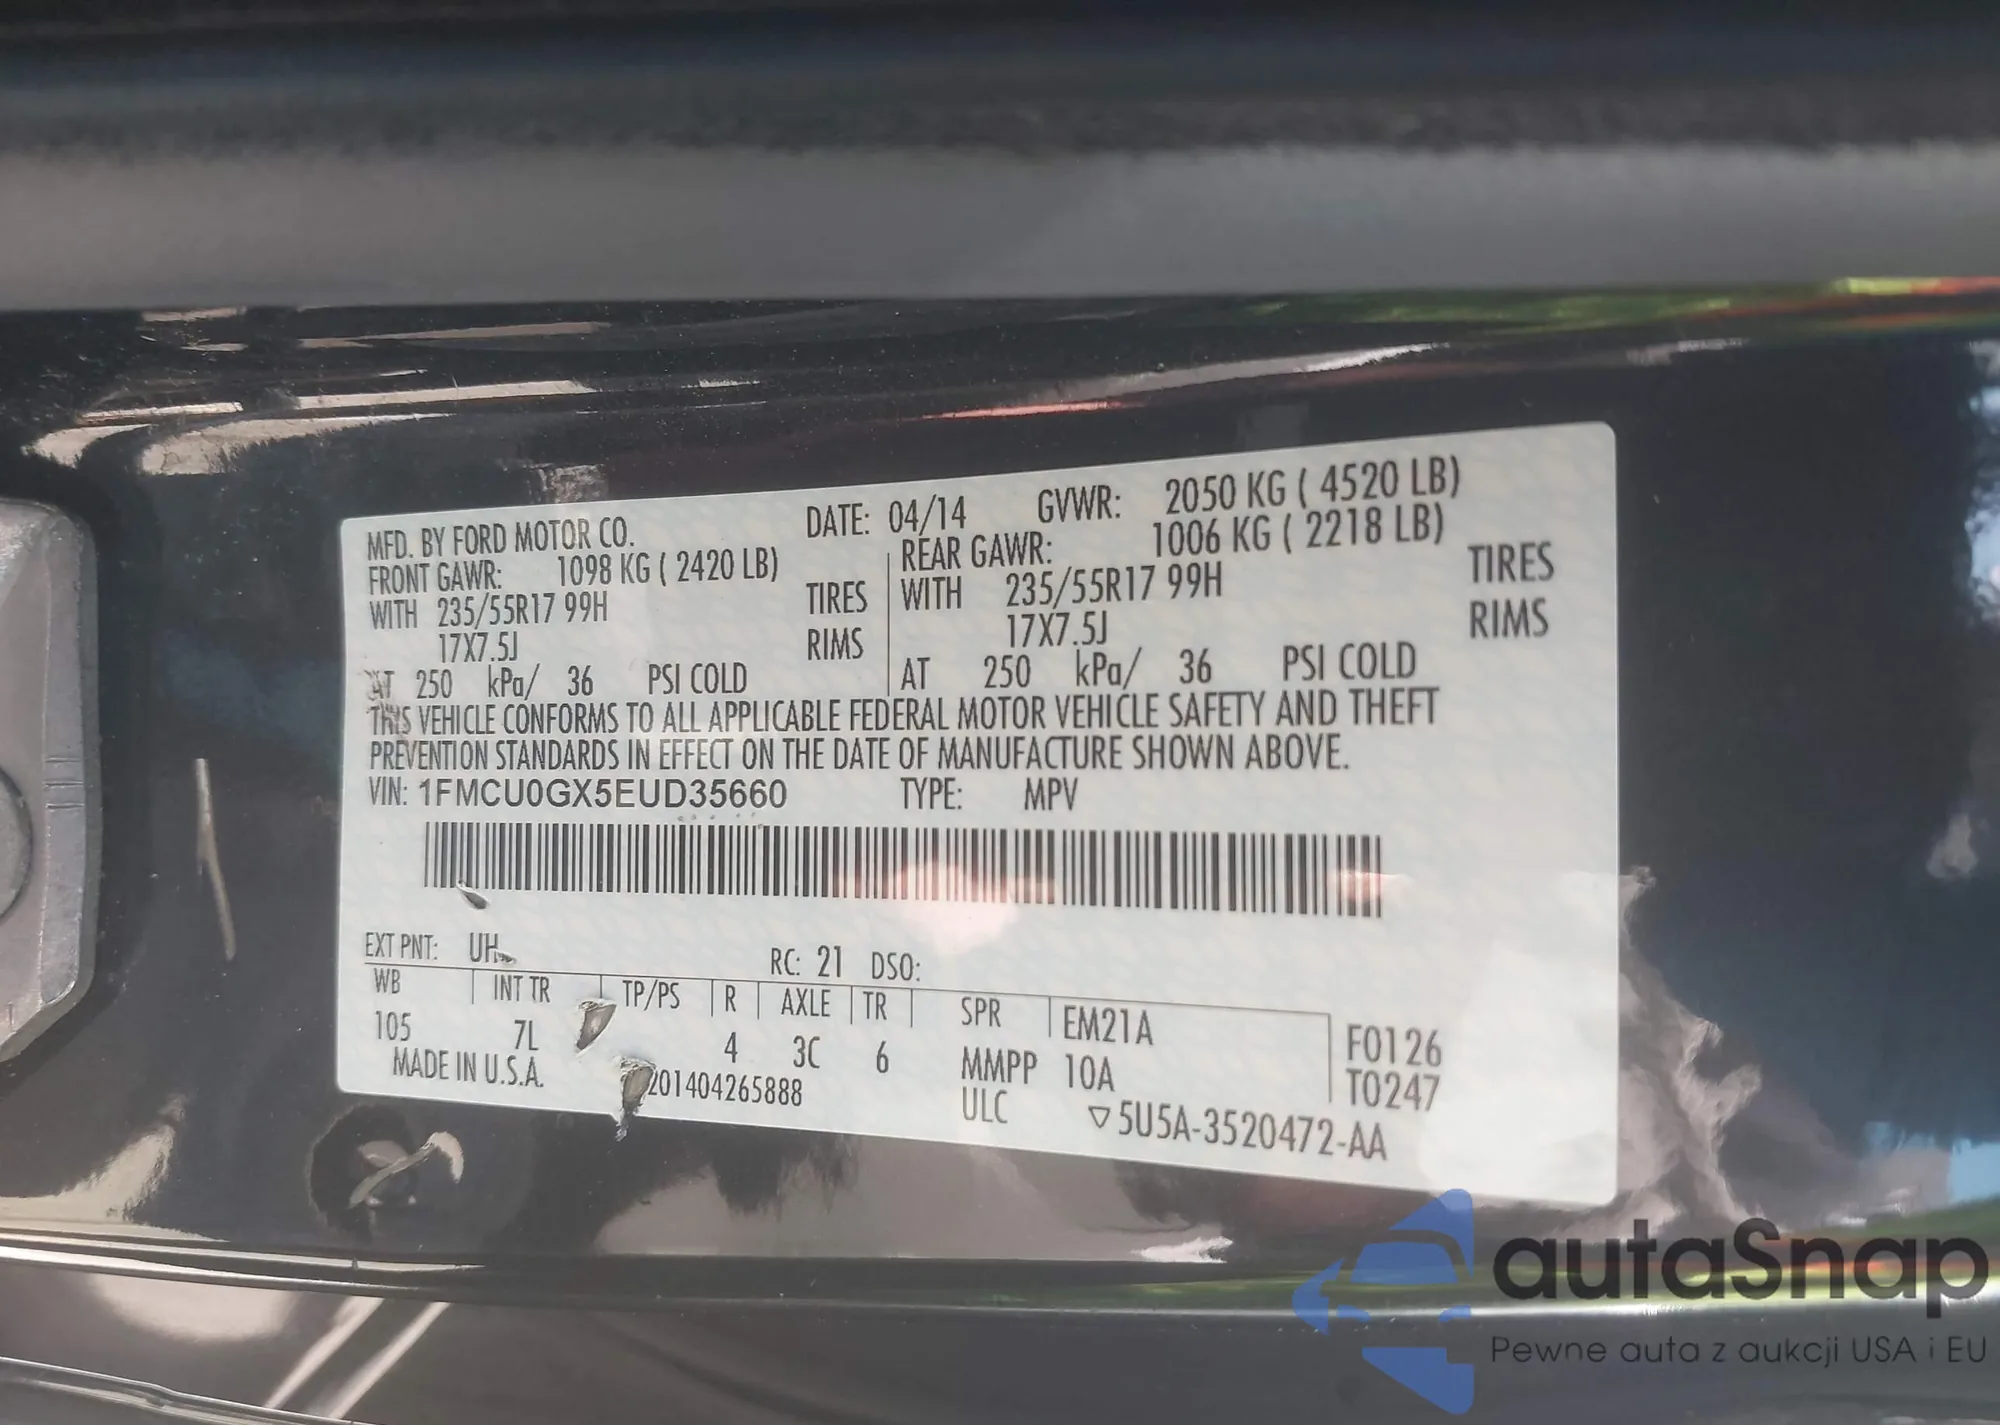 MFD. BY FORD MOTOR CO. DATE: 04/14 GVWR: 2050 KG ( 4520 LB)
FRONT GAWR: 1098 KG ( 2420 LB) REAR GAWR: 1006 KG ( 2218 LB)
WITH 235/55R17 99H TIRES WITH 235/55R17 99H TIRES
17X7.5J RIMS 17X7.5J RIMS
AT 250 kPa/ 36 PSI COLD AT 250 kPa/ 36 PSI COLD
THIS VEHICLE CONFORMS TO ALL APPLICABLE FEDERAL MOTOR VEHICLE SAFETY AND THEFT
PREVENTION STANDARDS IN EFFECT ON THE DATE OF MANUFACTURE SHOWN ABOVE.
VIN: 1FMCU0GX5EUD35660 TYPE: MPV
EXT PNT: UH RC: 21 DSO:
WB INT TR TP/PS R AXLE TR SPR EM21A F0126
105 7L 4 3C 6 MMPP 10A T0247
MADE IN U.S.A. 201404265888 ULC ▽5U5A-3520472-AA
autaSnap
Pewne auta z aukcji USA i EU